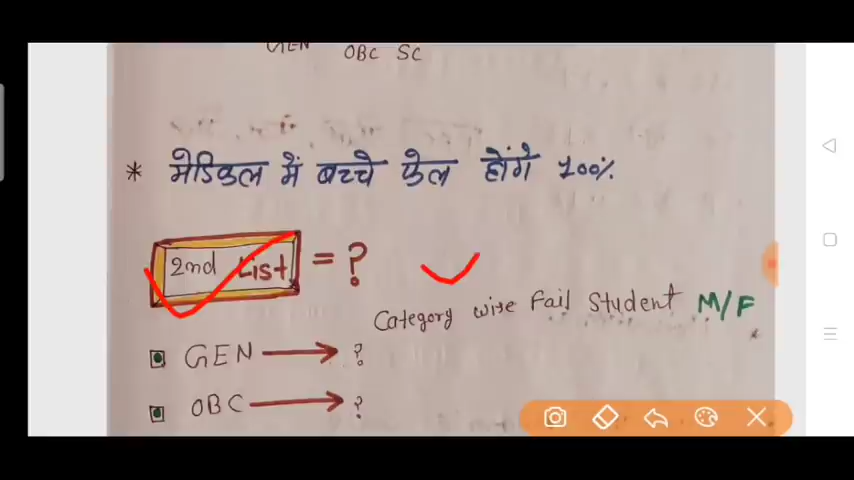 GEN OBC SC
* मेडिकल में बच्चे फेल होंगे 100%
2nd List = ?
Category wise Fail Student M/F
GEN → ?
OBC → ?